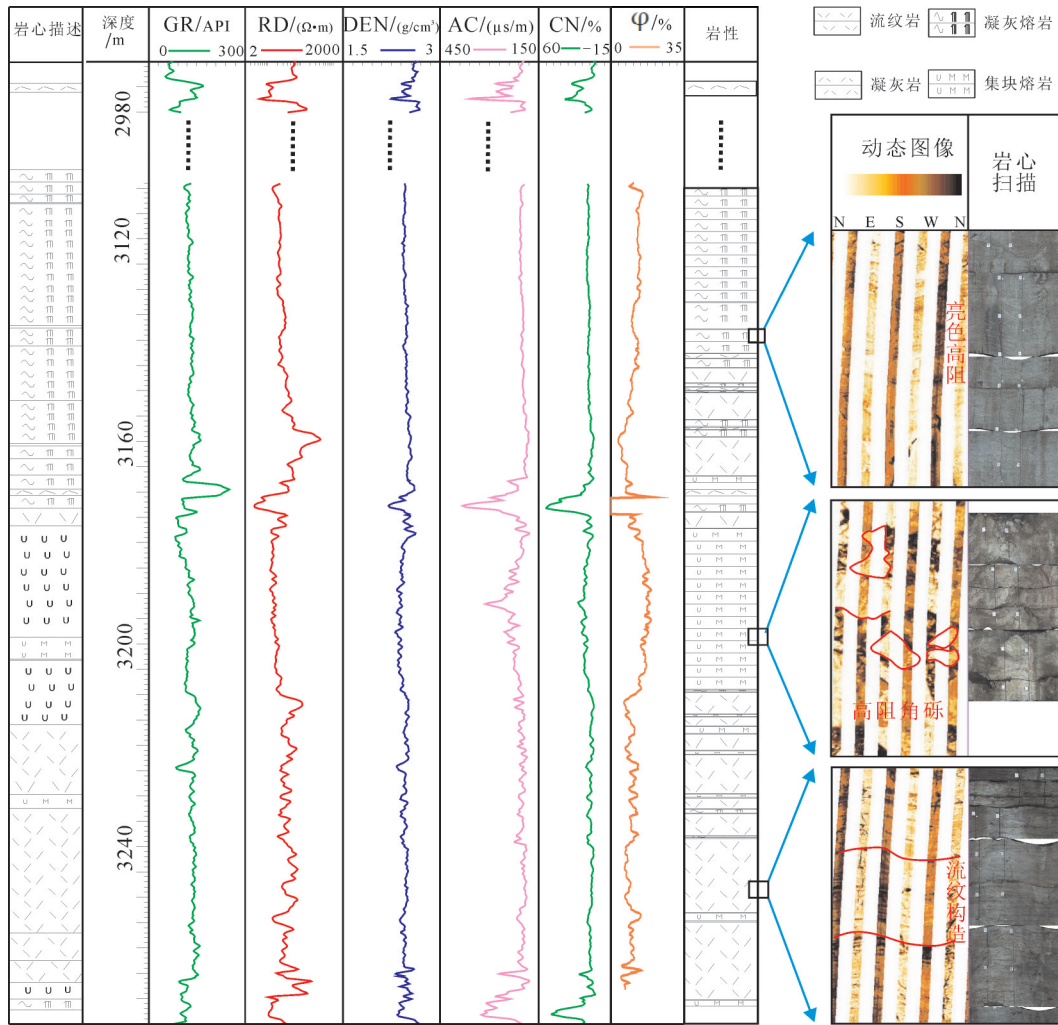 岩心描述
深度
/m
GR/API
0 300
RD/(Ω•m)
2 2000
DEN/(g/cm³)
1.5 3
AC/(μs/m)
450 150
CN/%
60 −15
φ/%
0 35
岩性
流纹岩
凝灰熔岩
凝灰岩
集块熔岩
2980
3120
3160
3200
3240
动态图像
岩心
扫描
N E S W N
亮色高阻
高阻角砾
流纹构造